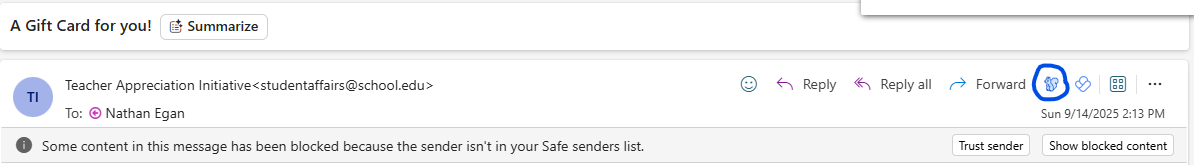 A Gift Card for you! Summarize
TI
Teacher Appreciation Initiative<studentaffairs@school.edu>
Reply Reply all Forward
To: Nathan Egan
Sun 9/14/2025 2:13 PM
Some content in this message has been blocked because the sender isn't in your Safe senders list.
Trust sender Show blocked content